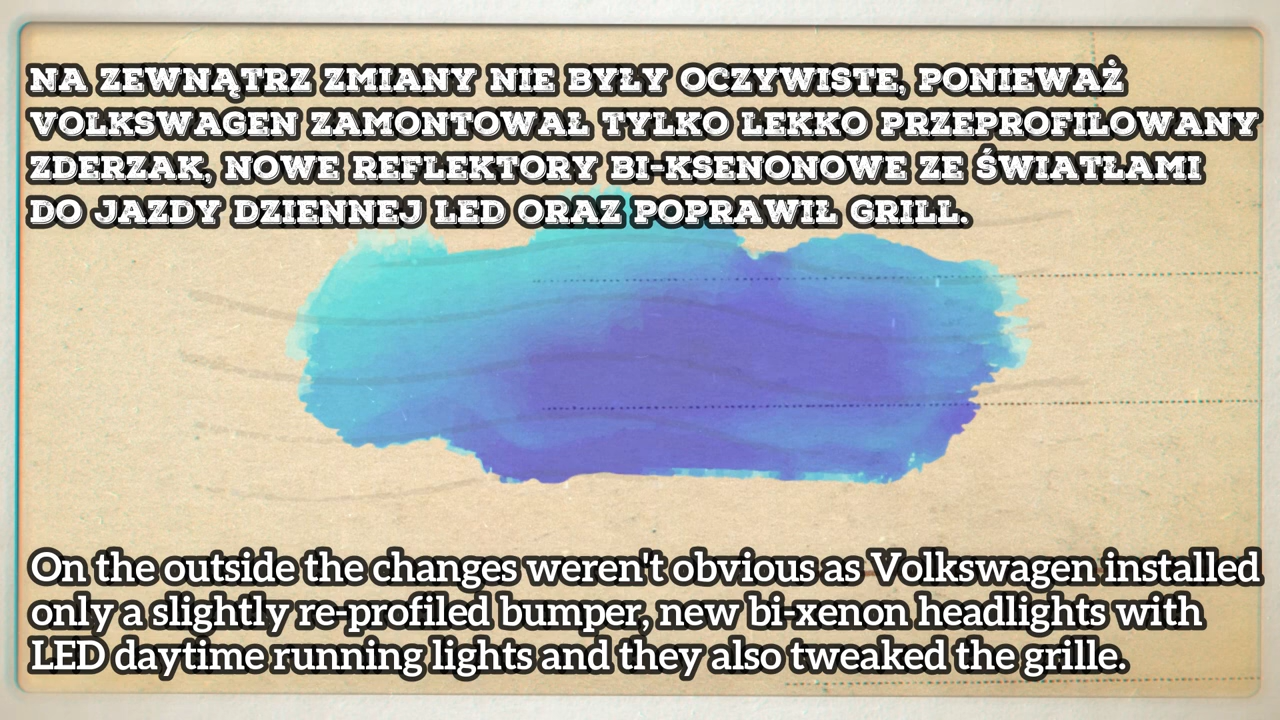 NA ZEWNĄTRZ ZMIANY NIE BYŁY OCZYWISTE, PONIEWAŻ
VOLKSWAGEN ZAMONTOWAŁ TYLKO LEKKO PRZEPROFILOWANY
ZDERZAK, NOWE REFLEKTORY BI-KSENONOWE ZE ŚWIATŁAMI
DO JAZDY DZIENNEJ LED ORAZ POPRAWIŁ GRILL.
On the outside the changes weren't obvious as Volkswagen installed
only a slightly re-profiled bumper, new bi-xenon headlights with
LED daytime running lights and they also tweaked the grille.